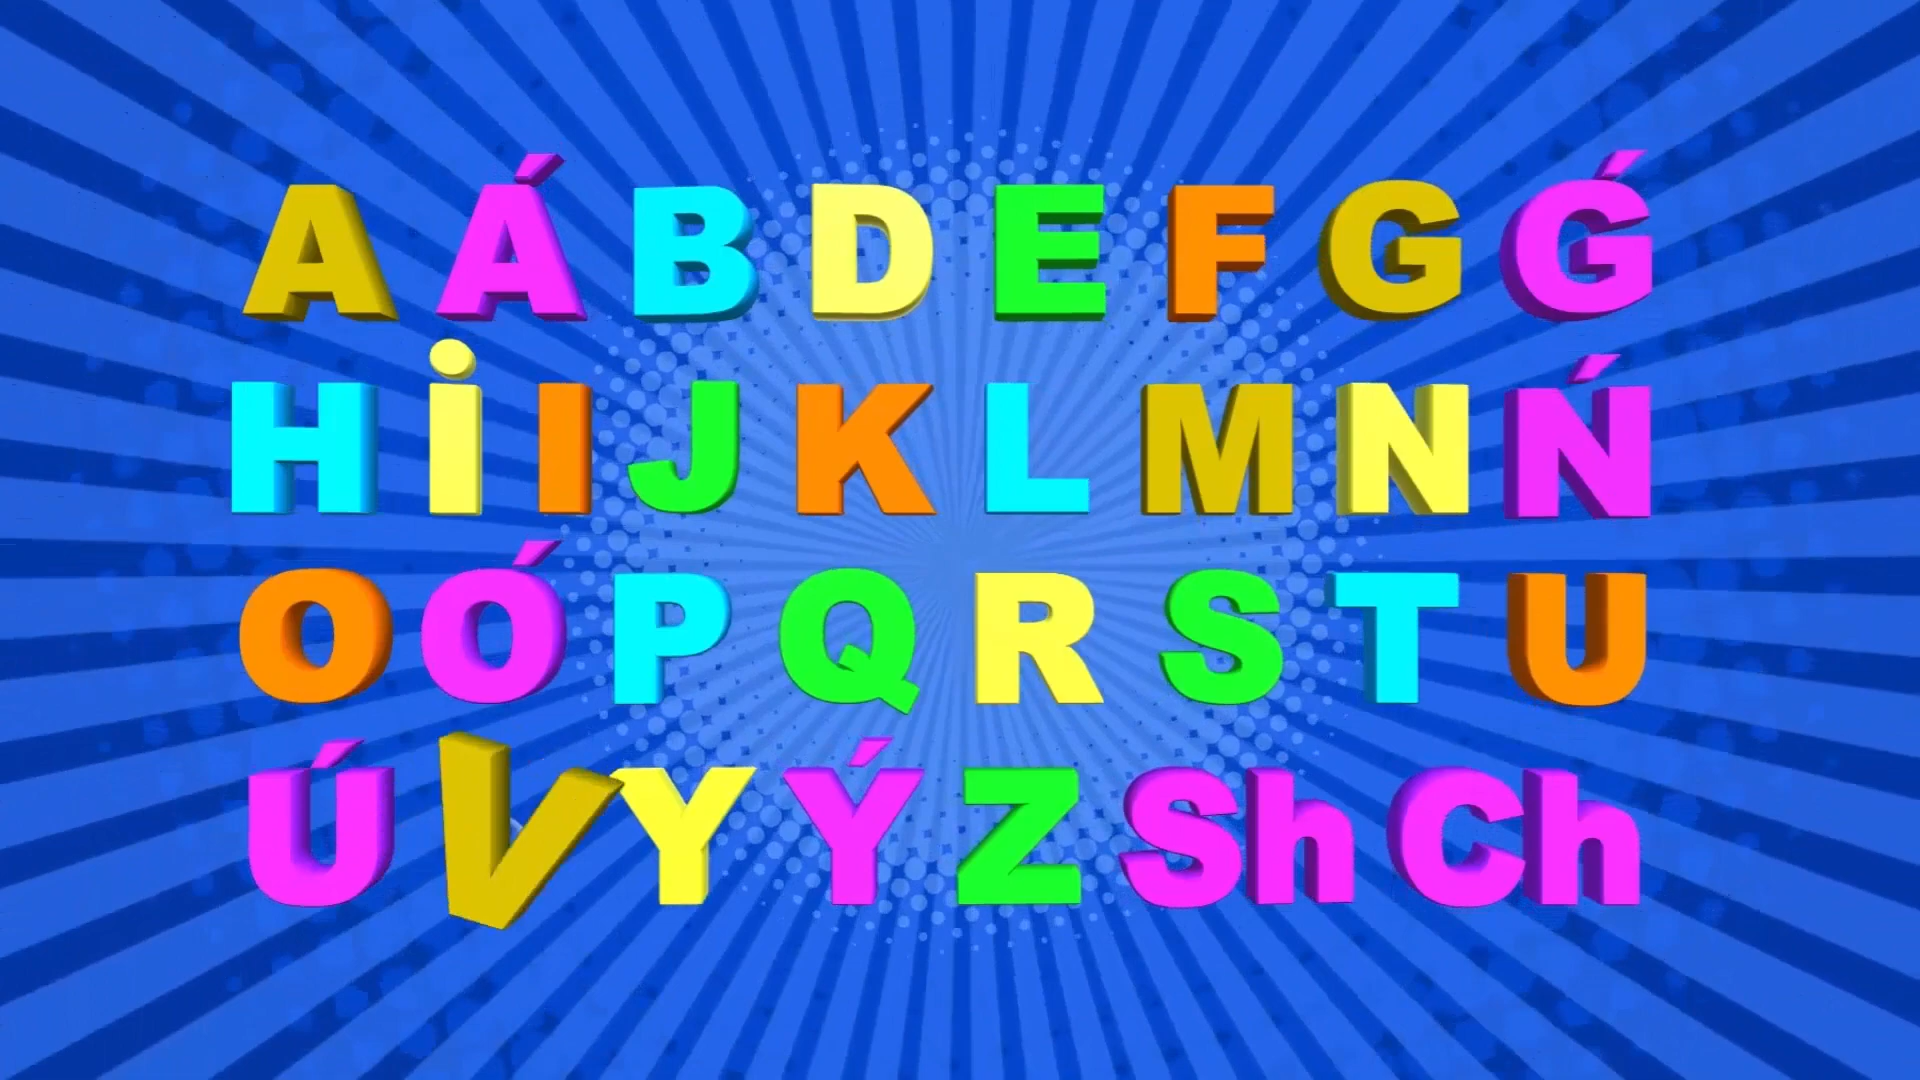 A Á B D E F G Ǵ
H İ I J K L M N Ń
O Ó P Q R S T U
Ú V Y Ý Z Sh Ch